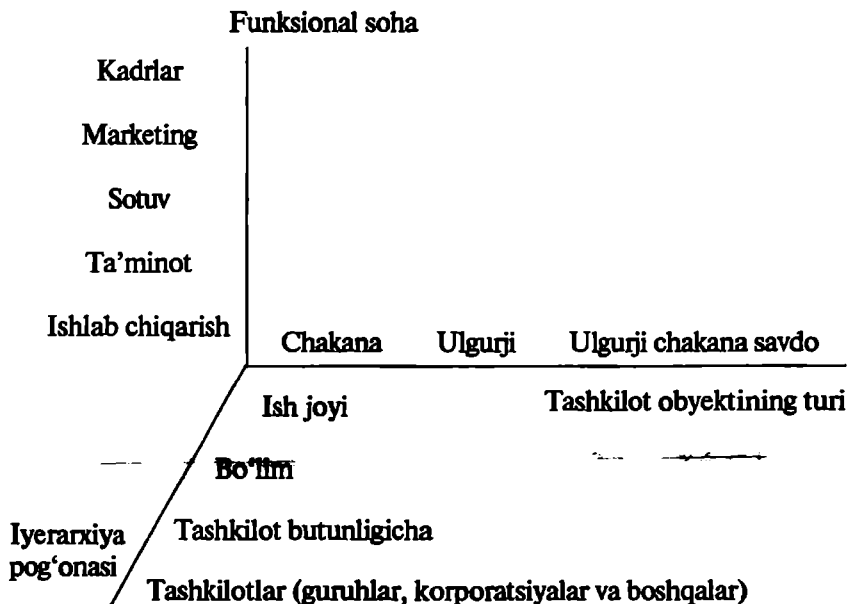 Funksional soha
Kadrlar
Marketing
Sotuv
Ta’minot
Ishlab chiqarish
Chakana Ulgurji Ulgurji chakana savdo
Ish joyi Tashkilot obyektining turi
Bo‘lim
Tashkilot butunligicha
Iyerarxiya
pog‘onasi
Tashkilotlar (guruhlar, korporatsiyalar va boshqalar)